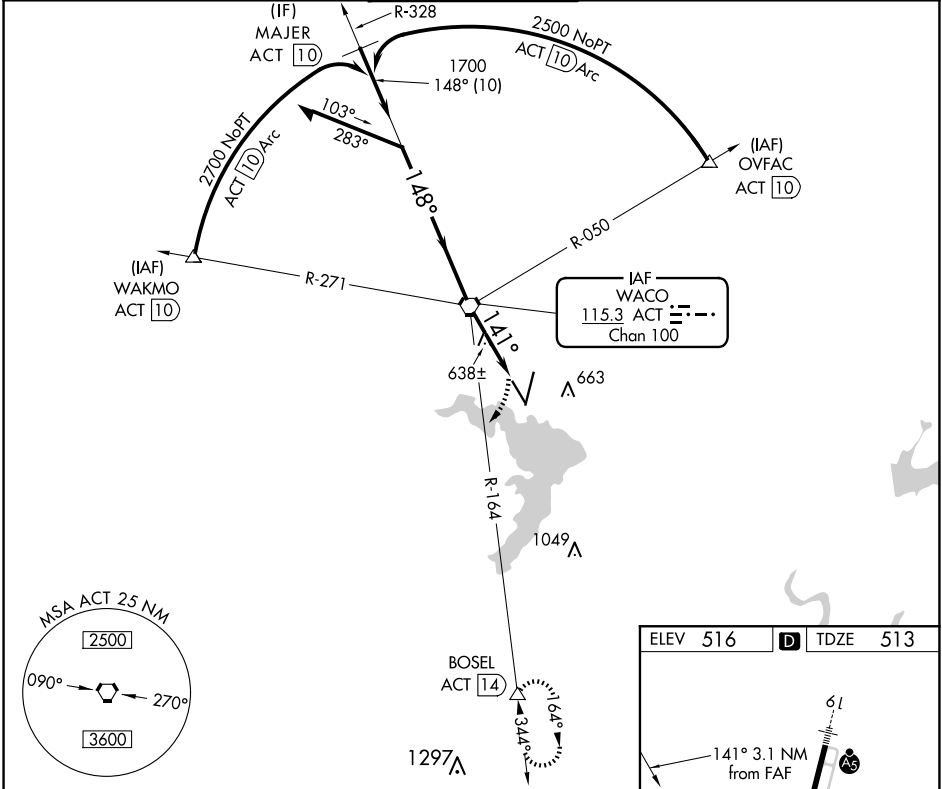 (IF)
MAJER
ACT 10
R-328
2500 NoPT
ACT 10 Arc
1700
148° (10)
103°
283°
2700 NoPT
ACT 10 Arc
148°
(IAF)
OVFAC
ACT 10
R-050
(IAF)
WAKMO
ACT 10
R-271
IAF
WACO
115.3 ACT
Chan 100
141°
638±
663
R-164
1049
MSA ACT 25 NM
2500
090°
270°
3600
BOSEL
ACT 14
344°
164°
1297
ELEV 516 D TDZE 513
19
141° 3.1 NM
from FAF
A5